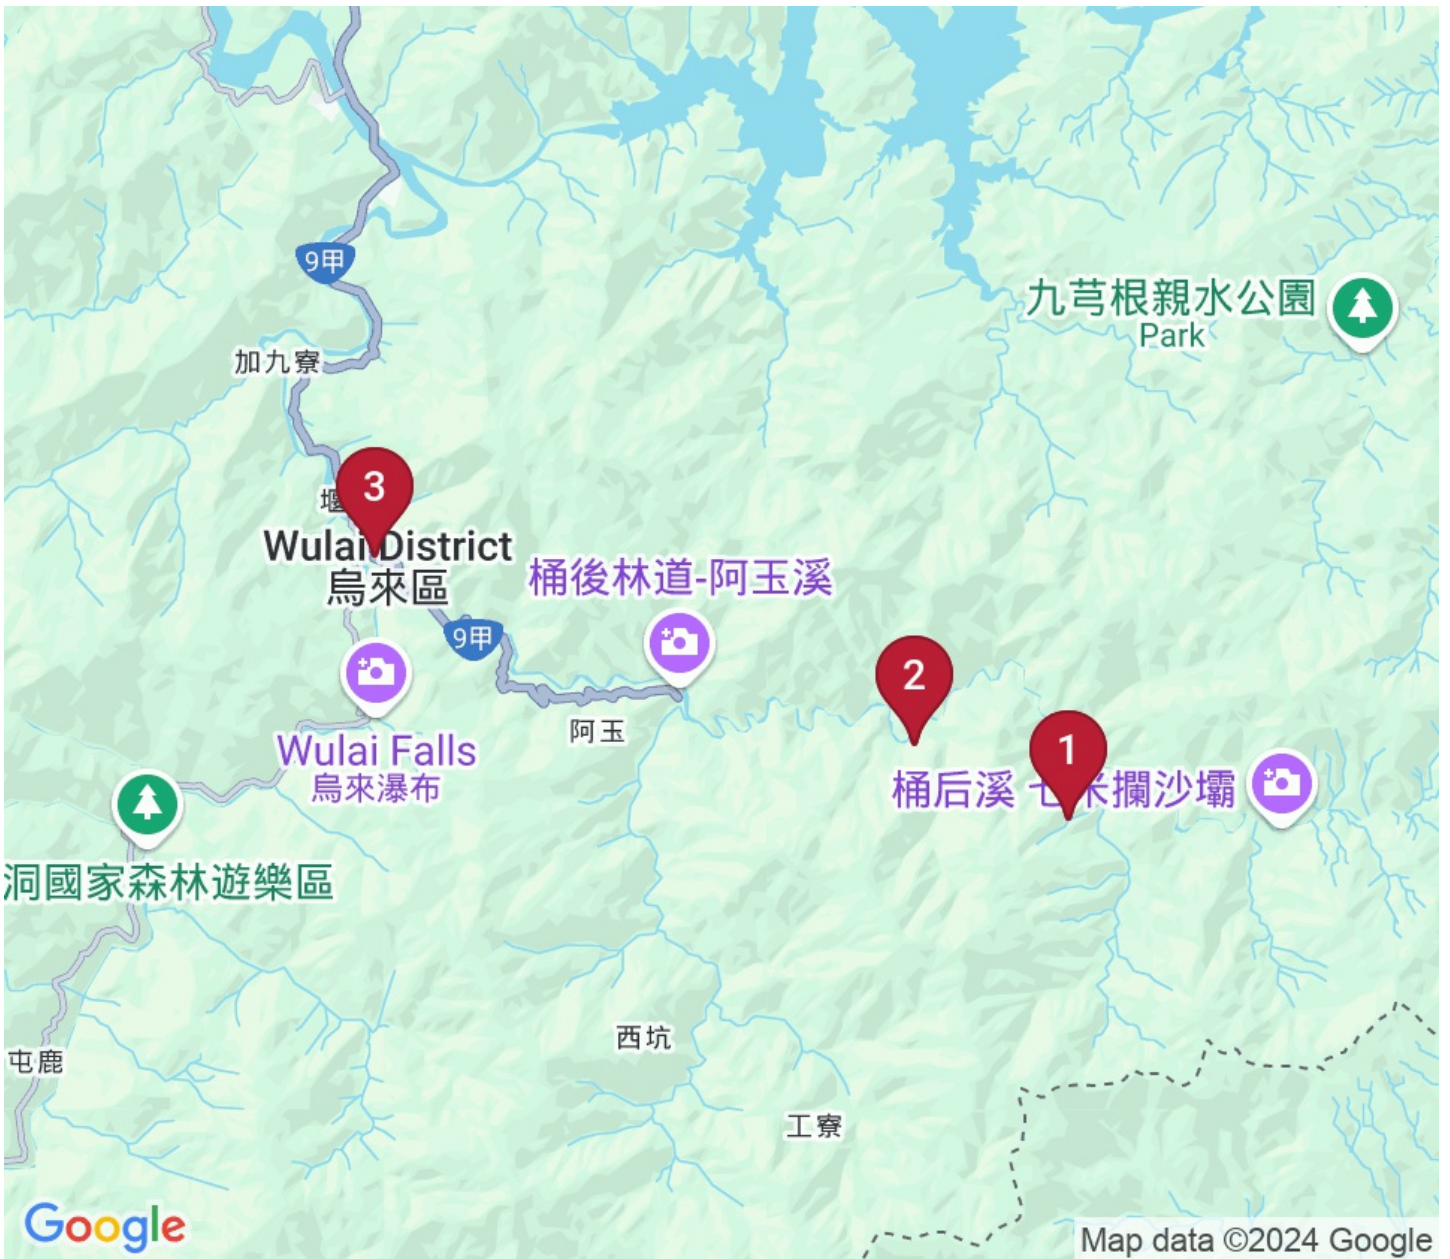 9甲
九芎根親水公園
Park
加九寮
3
堰
Wulai District
烏來區
桶後林道-阿玉溪
9甲
2
阿玉
1
Wulai Falls
烏來瀑布
桶后溪 七米攔沙壩
洞國家森林遊樂區
西坑
屯鹿
工寮
Google
Map data ©2024 Google